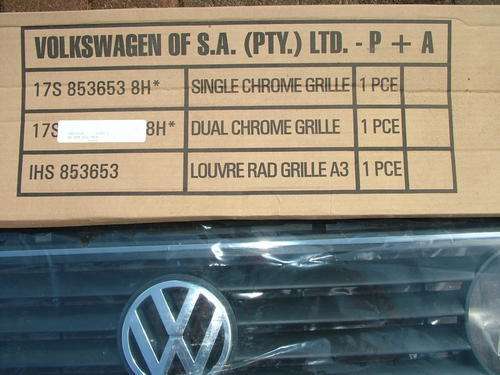 VOLKSWAGEN OF S.A. (PTY.) LTD. - P + A
17S 853653 8H* SINGLE CHROME GRILLE 1 PCE
17S 8H* DUAL CHROME GRILLE 1 PCE
IHS 853653 LOUVRE RAD GRILLE A3 1 PCE
VW